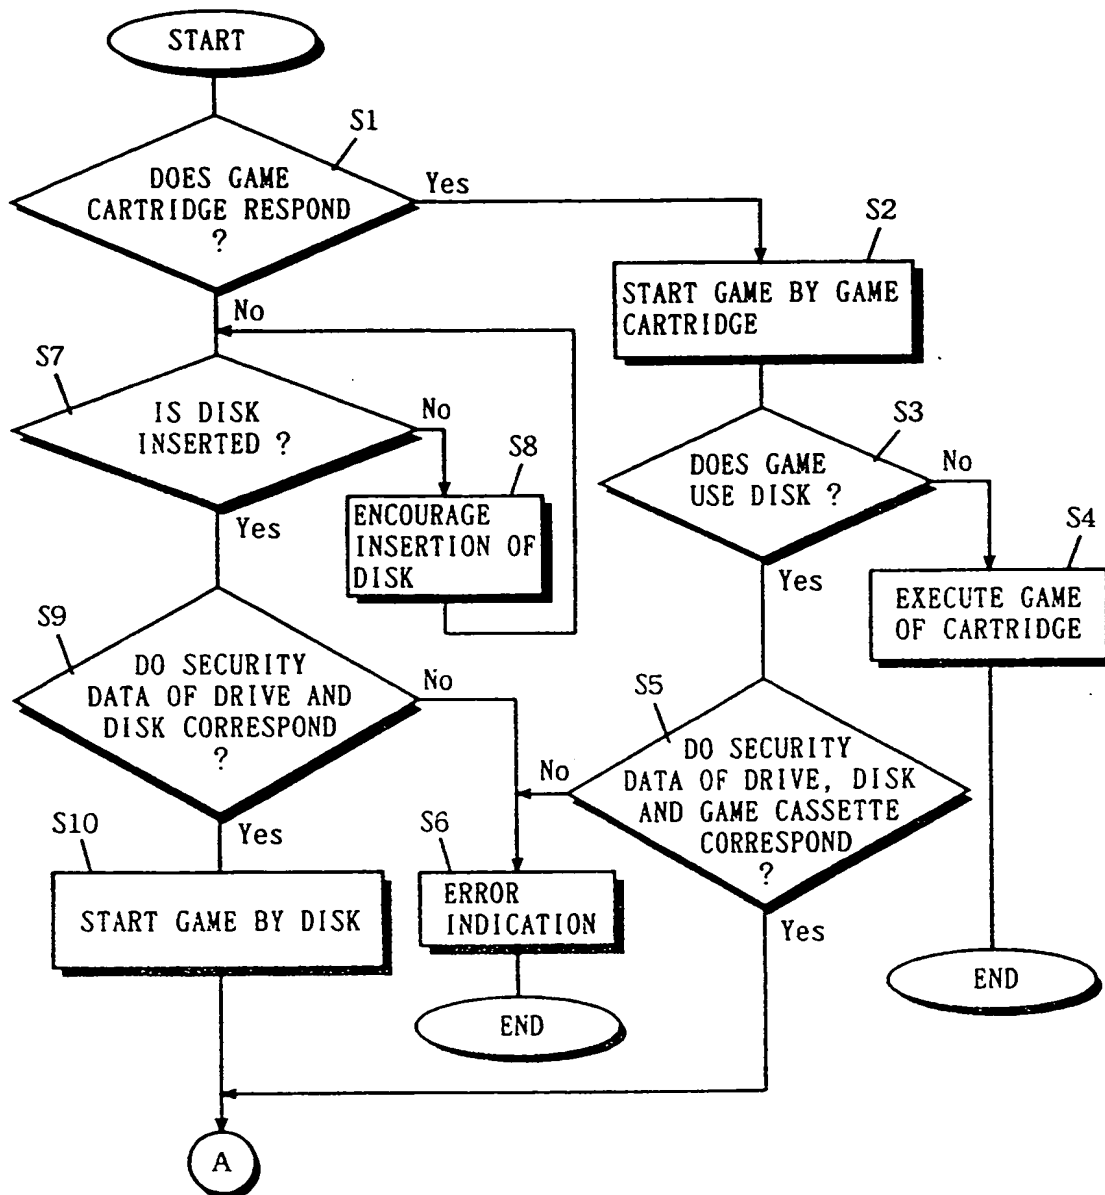 START
S1
DOES GAME
CARTRIDGE RESPOND
?
Yes
No
S2
START GAME BY GAME
CARTRIDGE
S7
IS DISK
INSERTED ?
No
Yes
S8
ENCOURAGE
INSERTION OF
DISK
S3
DOES GAME
USE DISK ?
No
Yes
S4
EXECUTE GAME
OF CARTRIDGE
END
S9
DO SECURITY
DATA OF DRIVE AND
DISK CORRESPOND
?
No
Yes
S5
DO SECURITY
DATA OF DRIVE, DISK
AND GAME CASSETTE
CORRESPOND
?
No
Yes
S10
START GAME BY DISK
S6
ERROR
INDICATION
END
A